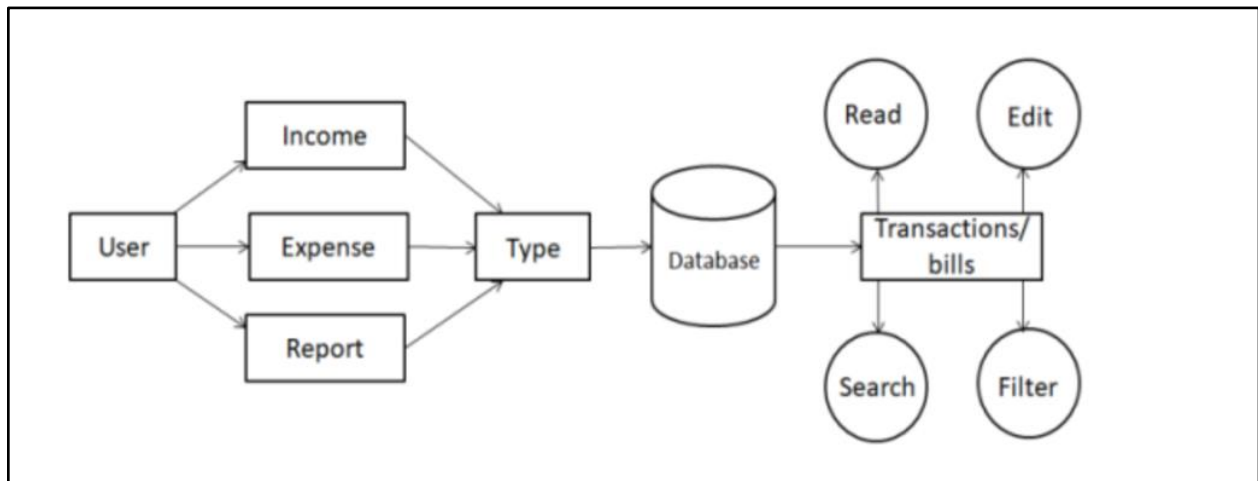 Read
Edit
Income
User
Expense
Type
Database
Transactions/
bills
Report
Search
Filter